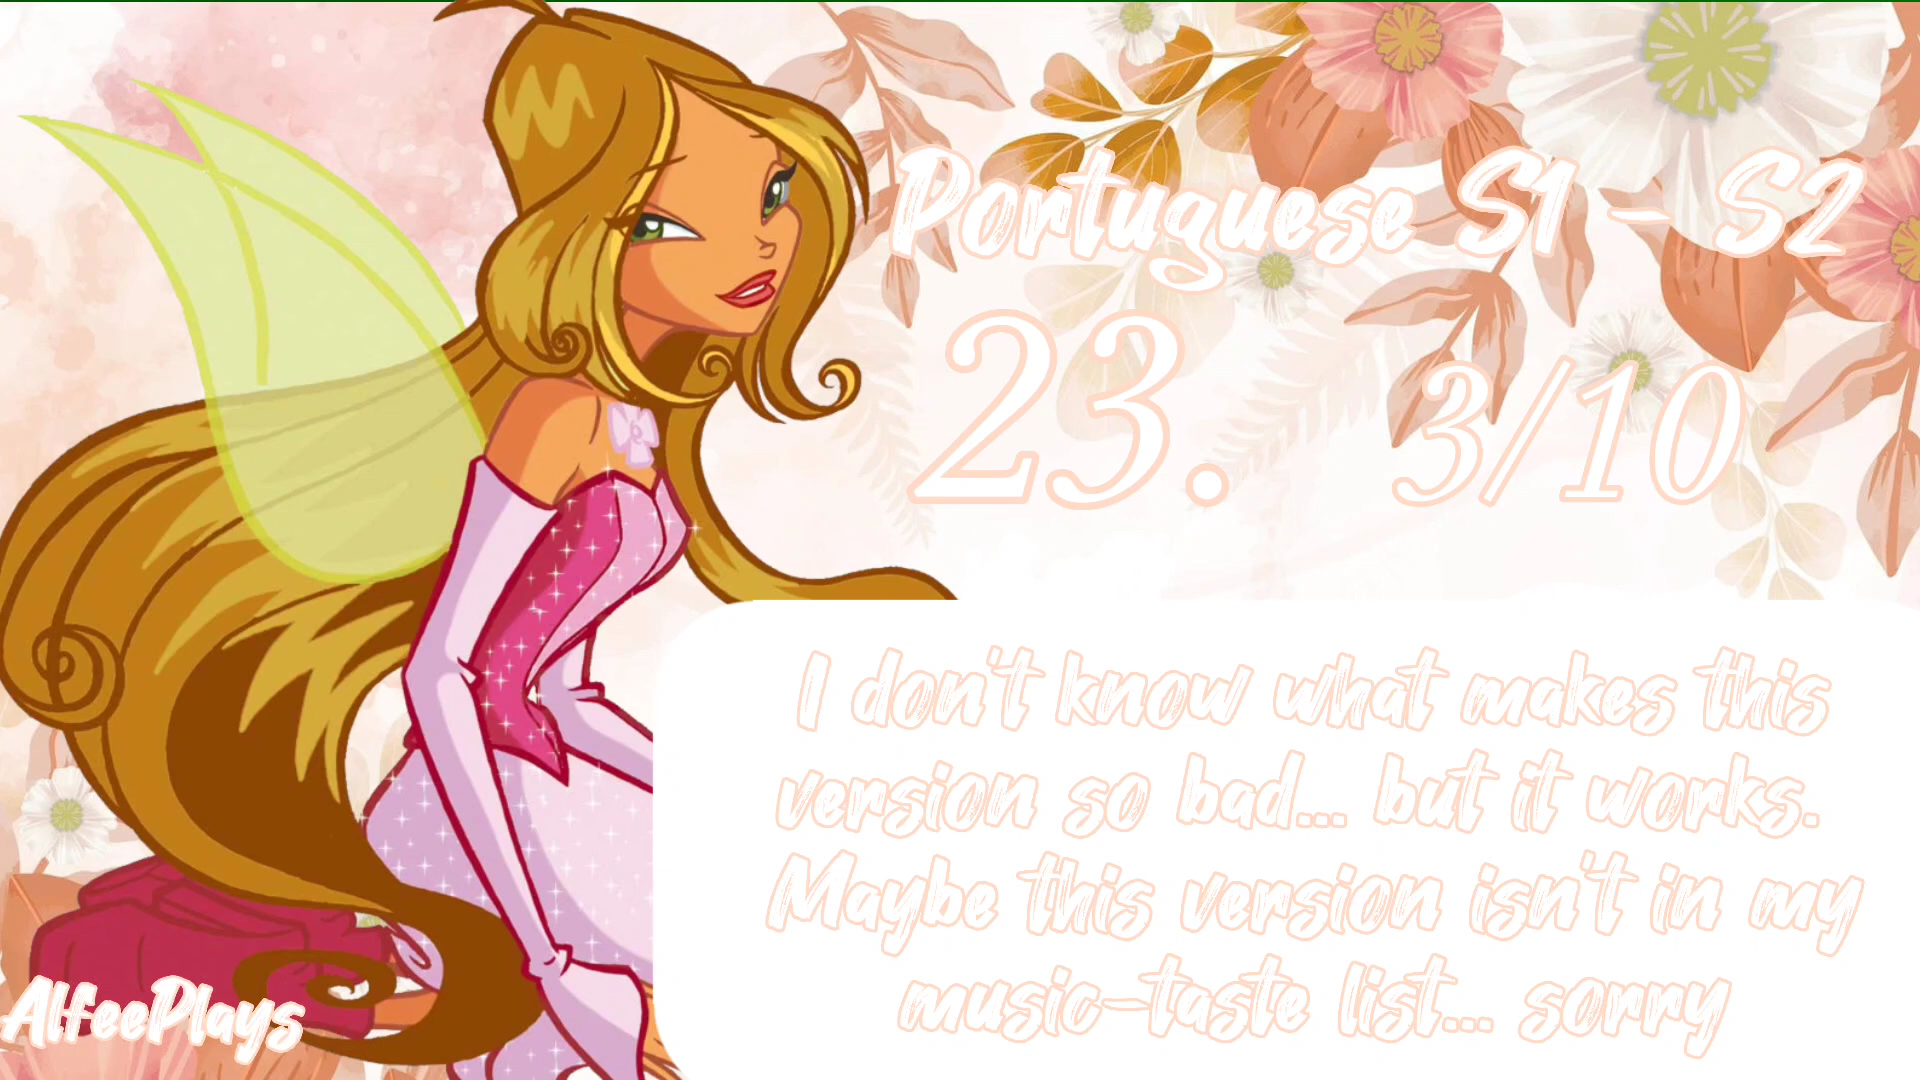 Portuguese S1 - S2
23. 3/10
I don't know what makes this
version so bad... but it works.
Maybe this version isn't in my
music-taste list... sorry
AlfeePlays